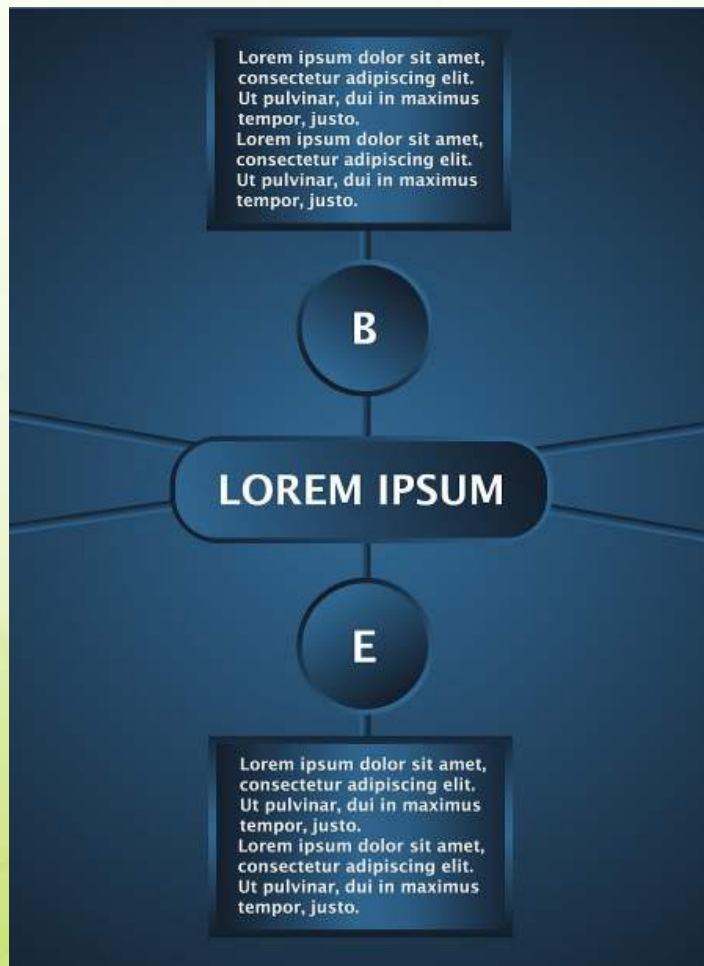 Lorem ipsum dolor sit amet,
consectetur adipiscing elit.
Ut pulvinar, dui in maximus
tempor, justo.
Lorem ipsum dolor sit amet,
consectetur adipiscing elit.
Ut pulvinar, dui in maximus
tempor, justo.
B
LOREM IPSUM
E
Lorem ipsum dolor sit amet,
consectetur adipiscing elit.
Ut pulvinar, dui in maximus
tempor, justo.
Lorem ipsum dolor sit amet,
consectetur adipiscing elit.
Ut pulvinar, dui in maximus
tempor, justo.